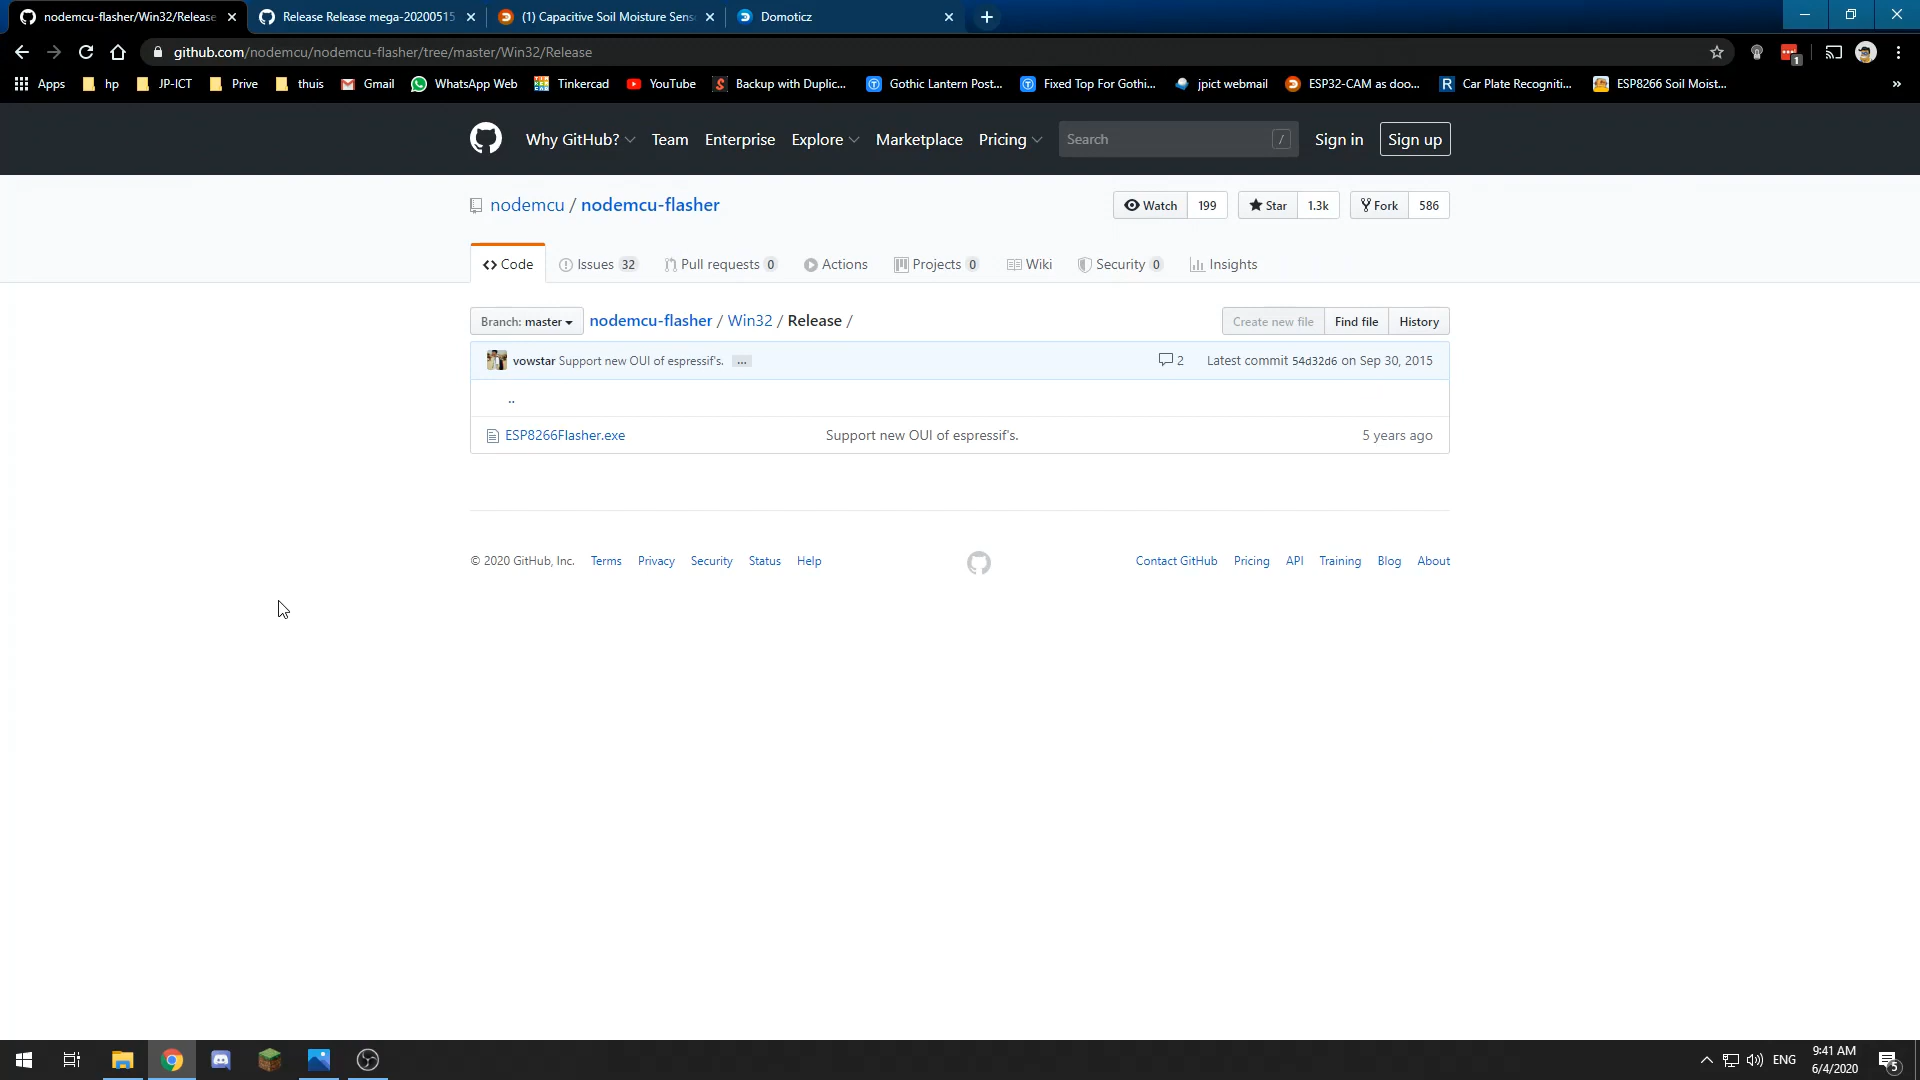 nodemcu-flasher/Win32/Release
Release Release mega-20200515
(1) Capacitive Soil Moisture Sens
Domoticz
github.com/nodemcu/nodemcu-flasher/tree/master/Win32/Release
1
Apps hp JP-ICT Prive thuis Gmail WhatsApp Web Tinkercad YouTube Backup with Duplic... Gothic Lantern Post... Fixed Top For Gothi... jpict webmail ESP32-CAM as doo... R Car Plate Recogniti... ESP8266 Soil Moist... »
Why GitHub? Team Enterprise Explore Marketplace Pricing Search / Sign in Sign up
nodemcu / nodemcu-flasher
Watch 199 Star 1.3k Fork 586
<> Code Issues 32 Pull requests 0 Actions Projects 0 Wiki Security 0 Insights
Branch: master nodemcu-flasher / Win32 / Release /
Create new file Find file History
vowstar Support new OUI of espressif's. ... 2 Latest commit 54d32d6 on Sep 30, 2015
..
ESP8266Flasher.exe Support new OUI of espressif's. 5 years ago
© 2020 GitHub, Inc. Terms Privacy Security Status Help
Contact GitHub Pricing API Training Blog About
ENG
9:41 AM
6/4/2020
5